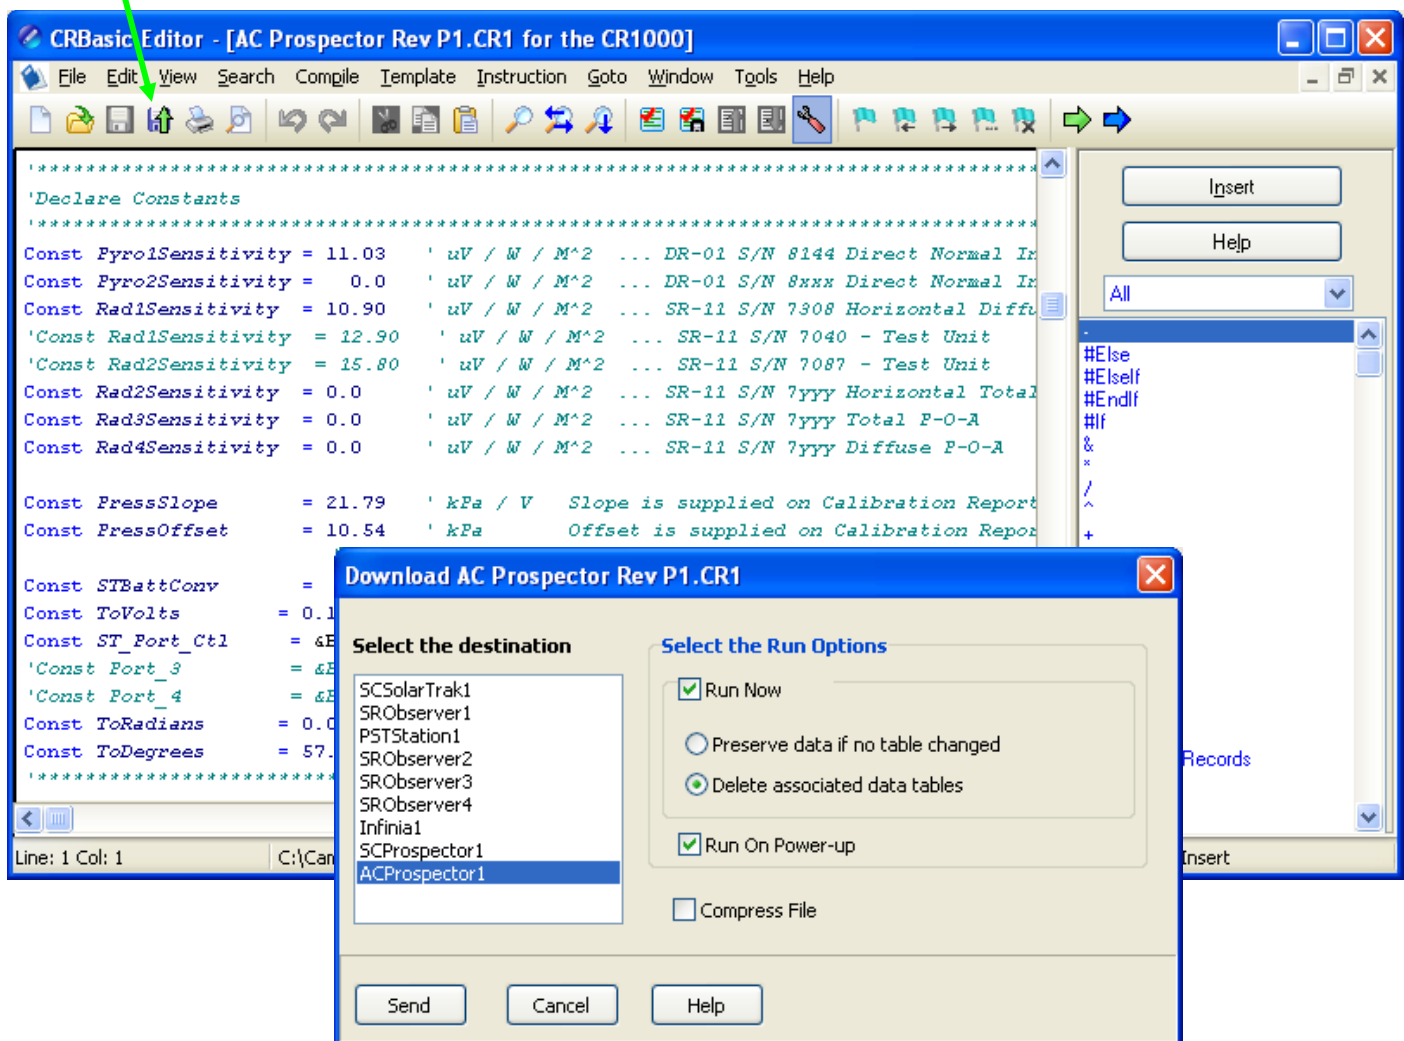 CRBasic Editor - [AC Prospector Rev P1.CR1 for the CR1000]
File Edit View Search Compile Template Instruction Goto Window Tools Help
'*****************************************************************************
'Declare Constants
'*****************************************************************************
Const Pyro1Sensitivity = 11.03 ' uV / W / M^2 ... DR-01 S/N 8144 Direct Normal Ir
Const Pyro2Sensitivity = 0.0 ' uV / W / M^2 ... DR-01 S/N 8xxx Direct Normal Ir
Const Rad1Sensitivity = 10.90 ' uV / W / M^2 ... SR-11 S/N 7308 Horizontal Diffu
'Const Rad1Sensitivity = 12.90 ' uV / W / M^2 ... SR-11 S/N 7040 - Test Unit
'Const Rad2Sensitivity = 15.80 ' uV / W / M^2 ... SR-11 S/N 7087 - Test Unit
Const Rad2Sensitivity = 0.0 ' uV / W / M^2 ... SR-11 S/N 7yyy Horizontal Total
Const Rad3Sensitivity = 0.0 ' uV / W / M^2 ... SR-11 S/N 7yyy Total P-O-A
Const Rad4Sensitivity = 0.0 ' uV / W / M^2 ... SR-11 S/N 7yyy Diffuse P-O-A
Const PressSlope = 21.79 ' kPa / V Slope is supplied on Calibration Report
Const PressOffset = 10.54 ' kPa Offset is supplied on Calibration Repor
Const STBattConv =
Const ToVolts = 0.1
Const ST_Port_Ctl = &B
'Const Port_3 = &B
'Const Port_4 = &B
Const ToRadians = 0.0
Const ToDegrees = 57.
'**************************
Line: 1 Col: 1
C:\Cam
Insert
Help
All
-
#Else
#ElseIf
#EndIf
#If
&
*
/
^
+
Records
Insert
Download AC Prospector Rev P1.CR1
Select the destination
SCSolarTrak1
SRObserver1
PSTStation1
SRObserver2
SRObserver3
SRObserver4
Infinia1
SCProspector1
ACProspector1
Select the Run Options
Run Now
Preserve data if no table changed
Delete associated data tables
Run On Power-up
Compress File
Send
Cancel
Help